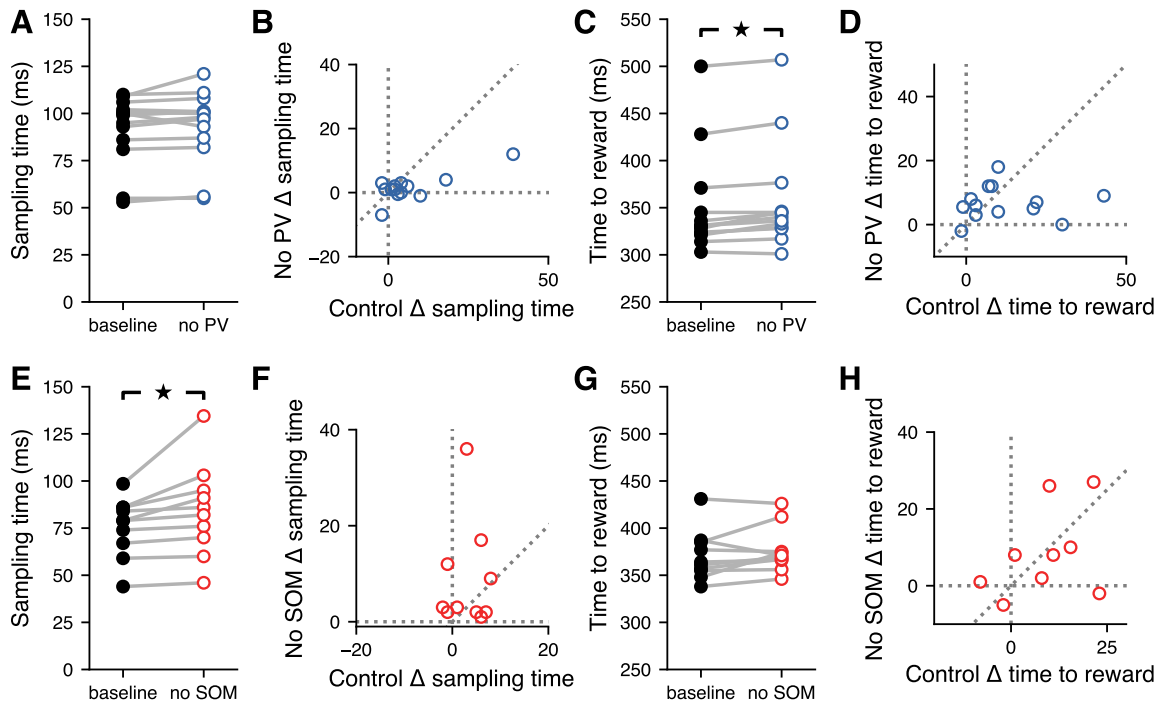 A
150
125
100
75
50
25
0
Sampling time (ms)
baseline
no PV
B
40
20
0
−20
No PV Δ sampling time
0
50
Control Δ sampling time
C
550
500
450
400
350
300
250
Time to reward (ms)
★
baseline
no PV
D
40
20
0
No PV Δ time to reward
0
50
Control Δ time to reward
E
150
125
100
75
50
25
0
Sampling time (ms)
★
baseline
no SOM
F
40
20
0
No SOM Δ sampling time
−20
0
20
Control Δ sampling time
G
550
500
450
400
350
300
250
Time to reward (ms)
baseline
no SOM
H
40
20
0
No SOM Δ time to reward
0
25
Control Δ time to reward